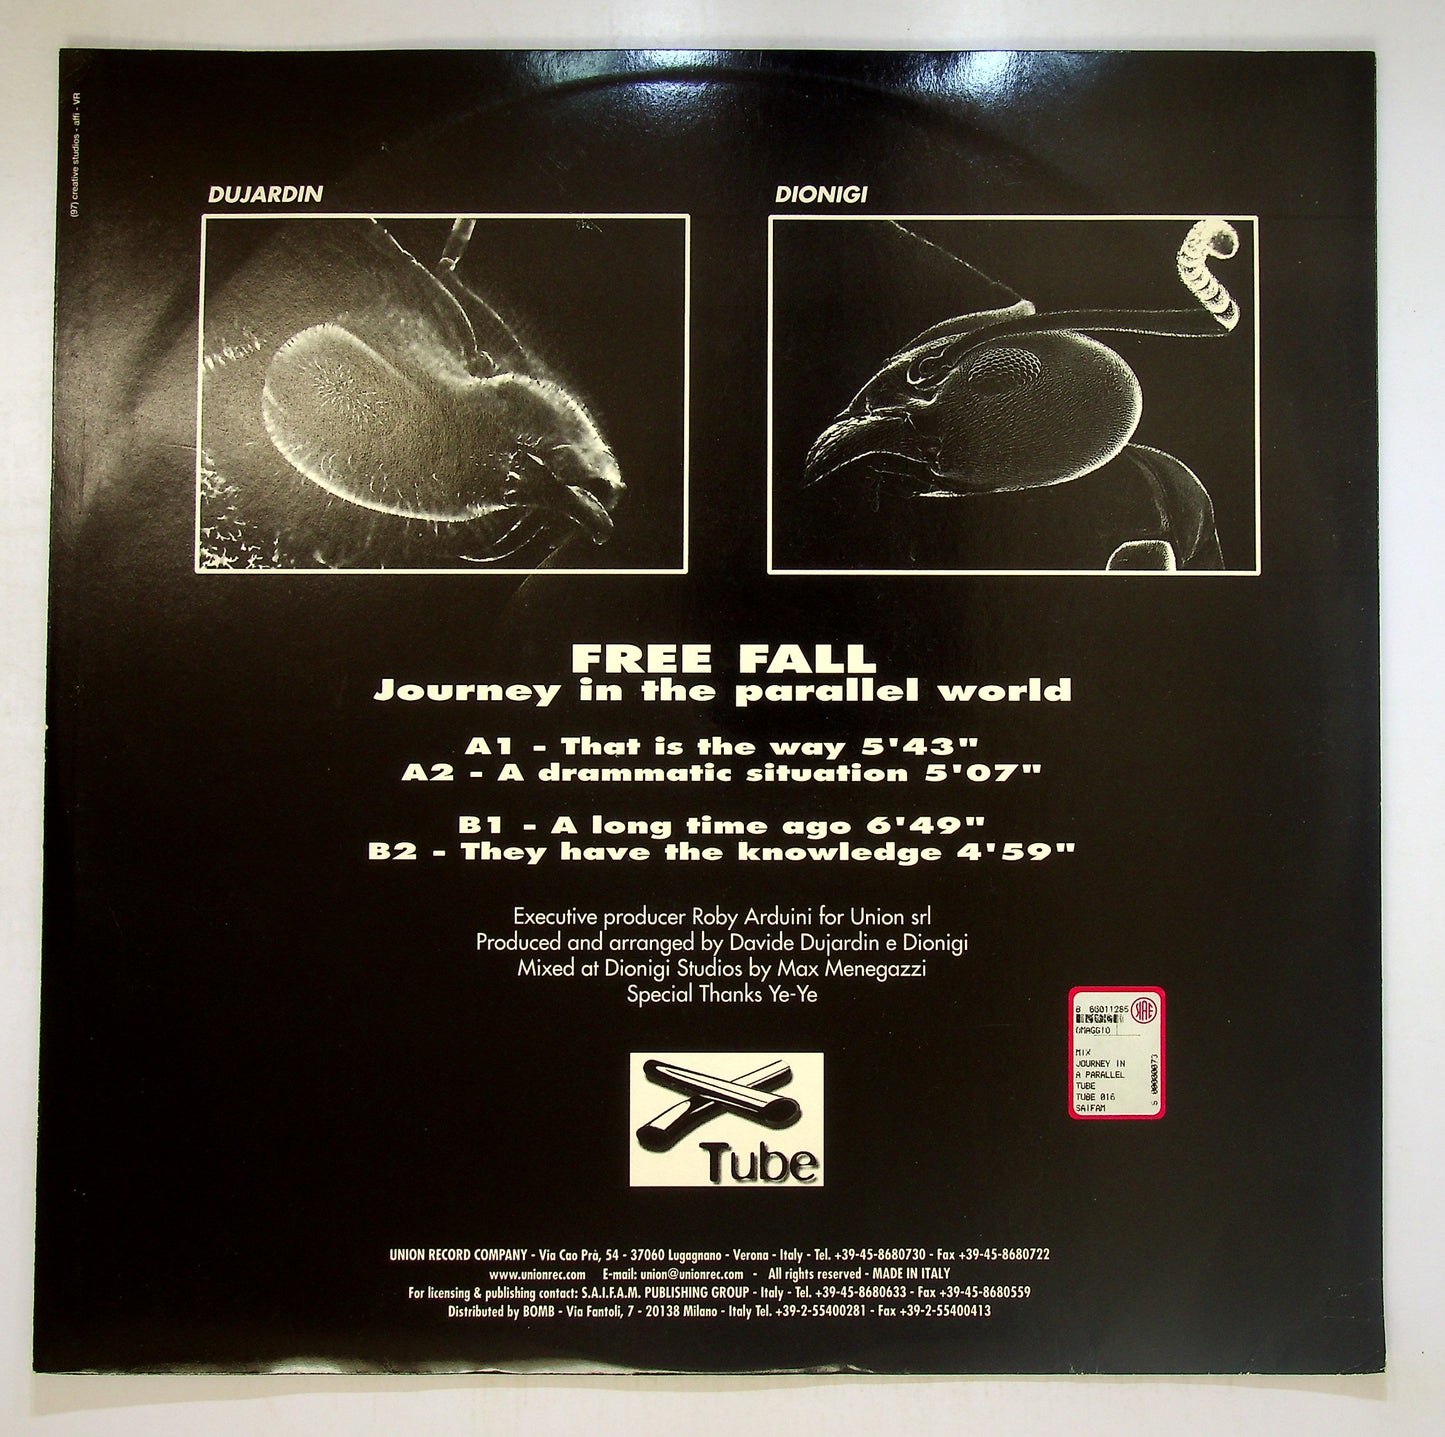 (97) creative studios - affi - VR
DUJARDIN
DIONIGI
FREE FALL
Journey in the parallel world
A1 - That is the way 5'43"
A2 - A drammatic situation 5'07"
B1 - A long time ago 6'49"
B2 - They have the knowledge 4'59"
Executive producer Roby Arduini for Union srl
Produced and arranged by Davide Dujardin e Dionigi
Mixed at Dionigi Studios by Max Menegazzi
Special Thanks Ye-Ye
B 66011285
OMAGGIO
MIX
JOURNEY IN
A PARALLEL
TUBE
TUBE 016
SAIFAM
Tube
UNION RECORD COMPANY - Via Cao Prà, 54 - 37060 Lugagnano - Verona - Italy - Tel. +39-45-8680730 - Fax +39-45-8680722
www.unionrec.com E-mail: union@unionrec.com - All rights reserved - MADE IN ITALY
For licensing & publishing contact: S.A.I.F.A.M. PUBLISHING GROUP - Italy - Tel. +39-45-8680633 - Fax +39-45-8680559
Distributed by BOMB - Via Fantoli, 7 - 20138 Milano - Italy Tel. +39-2-55400281 - Fax +39-2-55400413